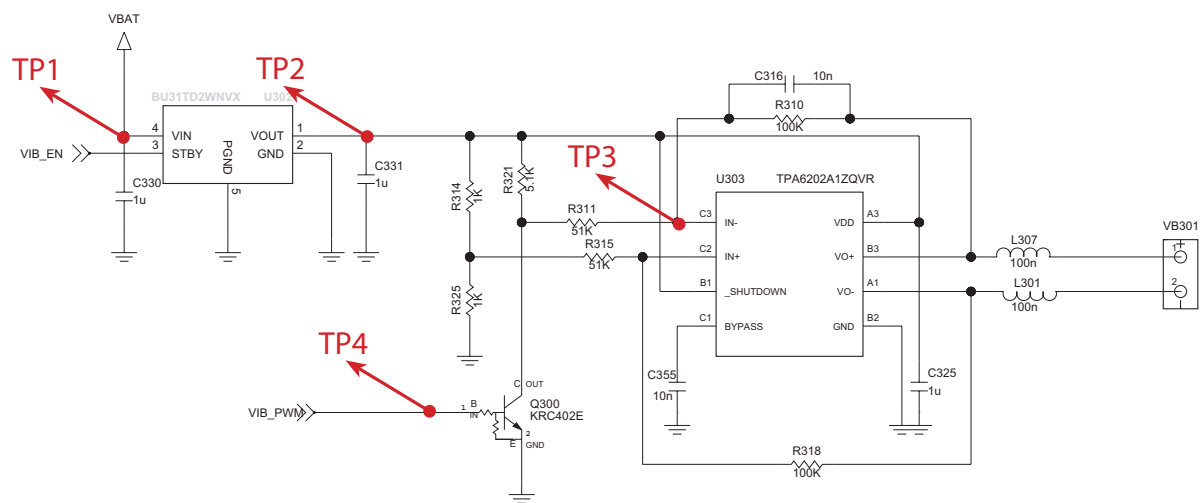 VBAT
TP1
TP2
BU31TD2WNVX U302
4 VIN VOUT 1
VIB_EN 3 STBY GND 2
PGND
5
C330
1u
C331
1u
R314
1K
R321
5.1K
R325
1K
C316 10n
R310
100K
TP3
U303 TPA6202A1ZQVR
R311
51K
R315
51K
C3 IN- VDD A3
C2 IN+ VO+ B3
B1 _SHUTDOWN VO- A1
C1 BYPASS GND B2
L307
100n
L301
100n
VB301
1 +
2
C355
10n
C325
1u
TP4
VIB_PWM
1 B
IN
C OUT
Q300
KRC402E
2
E GND
R318
100K